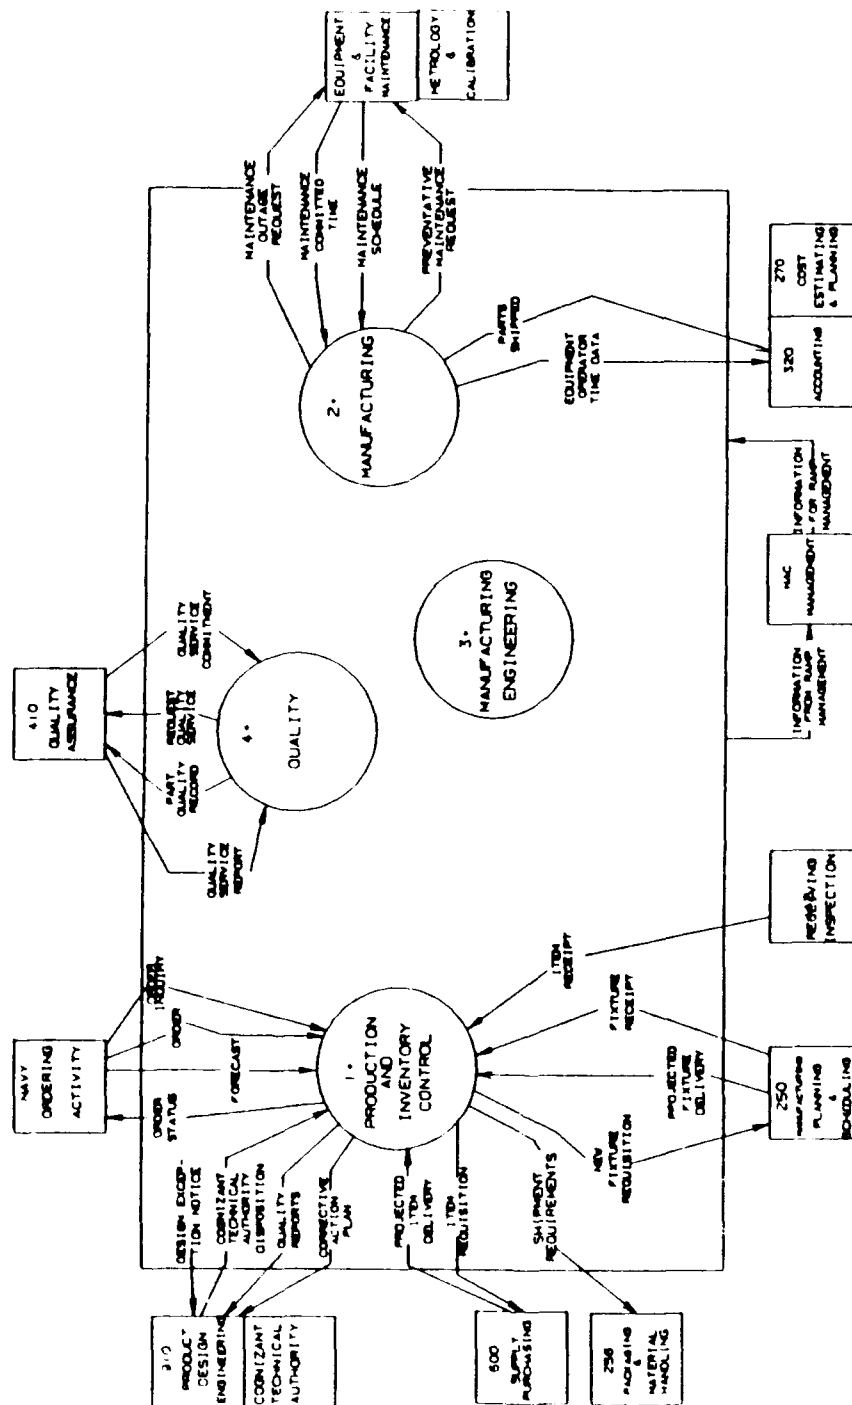 NAVY
ORDERING
ACTIVITY
410
QUALITY
ASSURANCE
EQUIPMENT
&
FACILITY
MAINTENANCE
METROLOGY
&
CALIBRATION
ORDER
INQUIRY
ORDER
FORECAST
ORDER
STATUS
QUALITY
SERVICE
REPORT
PART
QUALITY
RECORD
REQUEST
QUALITY
SERVICE
QUALITY
SERVICE
COMMITMENT
MAINTENANCE
OUTAGE
REQUEST
MAINTENANCE
COMMITTED
TIME
MAINTENANCE
SCHEDULE
PREVENTATIVE
MAINTENANCE
REQUEST
310
PRODUCT
DESIGN
ENGINEERING
COGNIZANT
TECHNICAL
AUTHORITY
DESIGN EXCEP-
TION NOTICE
COGNIZANT
TECHNICAL
AUTHORITY
DISPOSITION
QUALITY
REPORTS
CORRECTIVE
ACTION
PLAN
PROJECTED
ITEM
DELIVERY
ITEM
REQUISITION
SHIPMENT
REQUIREMENTS
600
SUPPLY
PURCHASING
256
PACKAGING
&
MATERIAL
HANDLING
1*
PRODUCTION
AND
INVENTORY
CONTROL
4*
QUALITY
2*
MANUFACTURING
3*
MANUFACTURING
ENGINEERING
NEW
FIXTURE
REQUISITION
PROJECTED
FIXTURE
DELIVERY
FIXTURE
RECEIPT
ITEM
RECEIPT
PARTS
SHIPPED
EQUIPMENT
OPERATOR
TIME DATA
250
MANUFACTURING
PLANNING
&
SCHEDULING
RECEIVING
INSPECTION
INFORMATION
FROM RAMP
MANAGEMENT
MAC
MANAGEMENT
INFORMATION
FOR RAMP
MANAGEMENT
320
ACCOUNTING
270
COST
ESTIMATING
& PLANNING